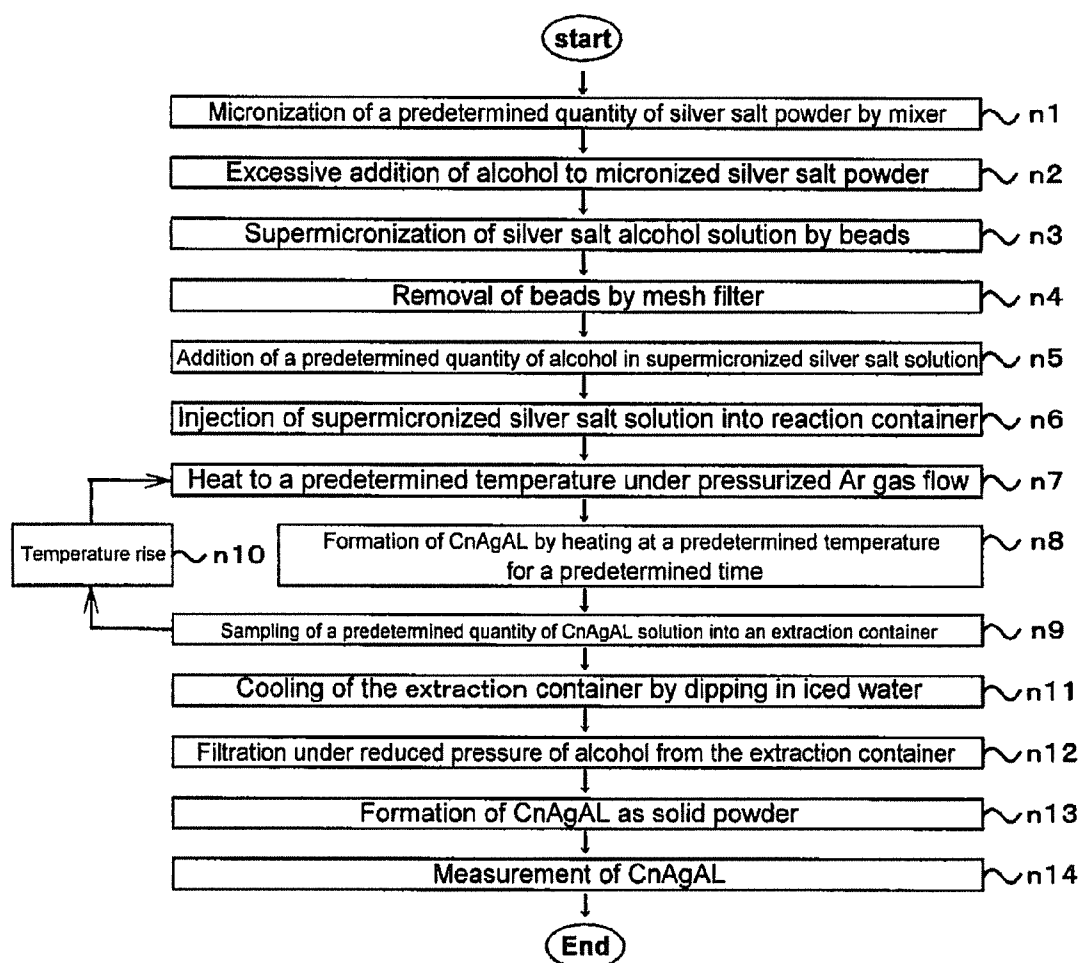 start
Micronization of a predetermined quantity of silver salt powder by mixer n1
Excessive addition of alcohol to micronized silver salt powder n2
Supermicronization of silver salt alcohol solution by beads n3
Removal of beads by mesh filter n4
Addition of a predetermined quantity of alcohol in supermicronized silver salt solution n5
Injection of supermicronized silver salt solution into reaction container n6
Heat to a predetermined temperature under pressurized Ar gas flow n7
Temperature rise n10
Formation of CnAgAL by heating at a predetermined temperature
for a predetermined time n8
Sampling of a predetermined quantity of CnAgAL solution into an extraction container n9
Cooling of the extraction container by dipping in iced water n11
Filtration under reduced pressure of alcohol from the extraction container n12
Formation of CnAgAL as solid powder n13
Measurement of CnAgAL n14
End